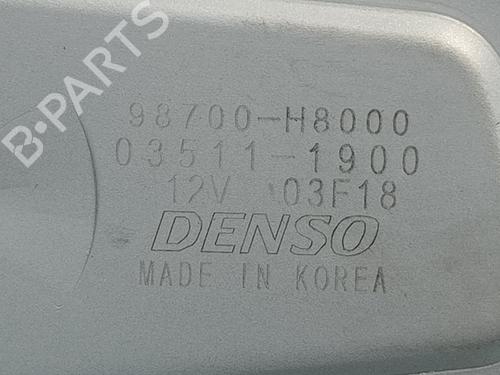 B-PARTS
98700-H8000
03511-1900
12V 03F18
DENSO
MADE IN KOREA